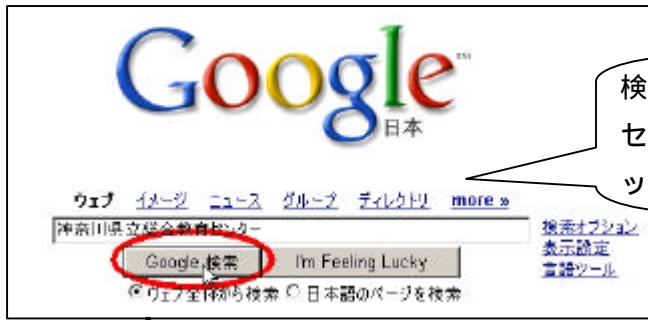 Google™
日本
検
セ
ッ
ウェブ イメージ ニュース グループ ディレクトリ more »
神奈川県立総合教育センター
検索オプション
表示設定
言語ツール
Google 検索 I'm Feeling Lucky
ウェブ全体から検索 日本語のページを検索